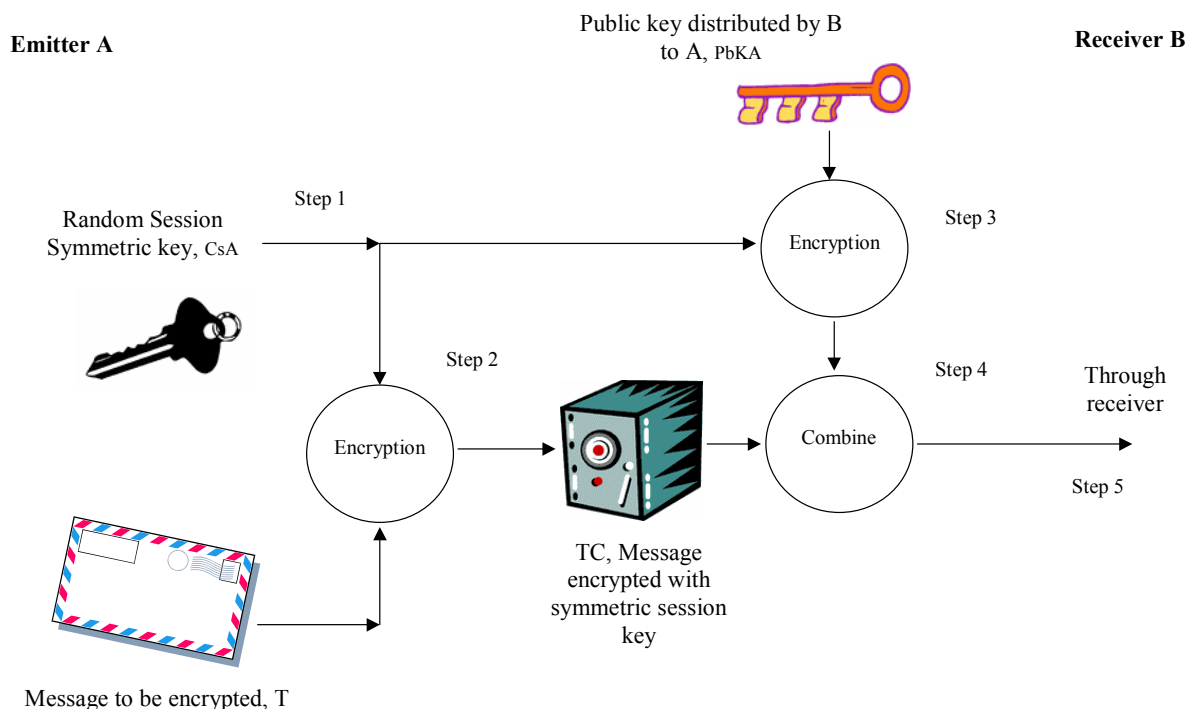 Emitter A
Public key distributed by B
to A, PbKA
Receiver B
Step 1
Random Session
Symmetric key, CsA
Encryption
Step 3
Step 2
Encryption
Step 4
Combine
Through
receiver
Step 5
TC, Message
encrypted with
symmetric session
key
Message to be encrypted, T